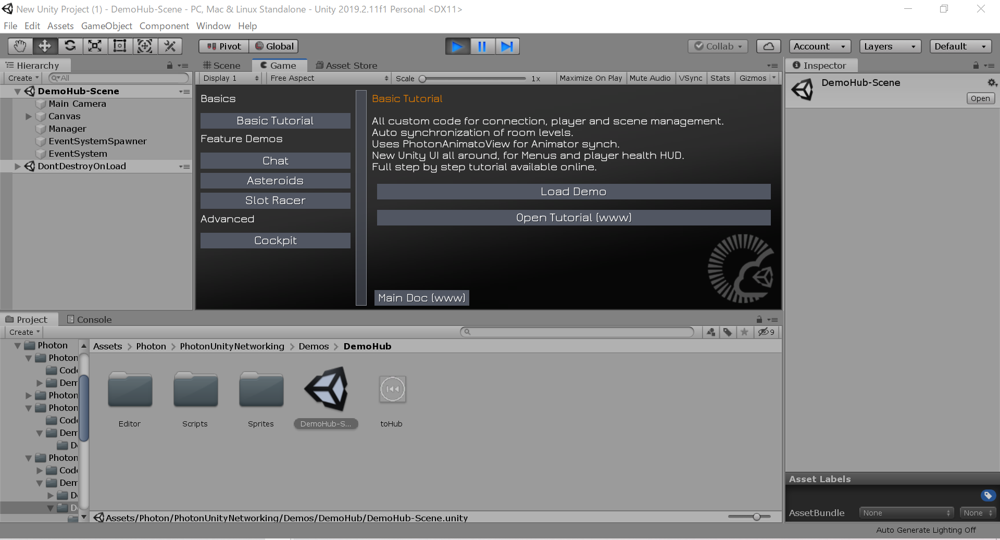 New Unity Project (1) - DemoHub-Scene - PC, Mac & Linux Standalone - Unity 2019.2.11f1 Personal <DX11>
File Edit Assets GameObject Component Window Help
Pivot Global Collab Account Layers Default
Hierarchy
Create All
DemoHub-Scene
Main Camera
Canvas
Manager
EventSystemSpawner
EventSystem
DontDestroyOnLoad
Scene Game Asset Store
Display 1 Free Aspect Scale 1x Maximize On Play Mute Audio VSync Stats Gizmos
Basics
Basic Tutorial
Feature Demos
Chat
Asteroids
Slot Racer
Advanced
Cockpit
Basic Tutorial
All custom code for connection, player and scene management.
Auto synchronization of room levels.
Uses PhotonAnimatoView for Animator synch.
New Unity UI all around, for Menus and player health HUD.
Full step by step tutorial available online.
Load Demo
Open Tutorial (www)
Main Doc (www)
Inspector
DemoHub-Scene
Open
Project Console
Create 9
Photon
Photon
Code
Dem
Photon
Photon
Code
Dem
De
Photon
Code
Dem
De
De
Assets > Photon > PhotonUnityNetworking > Demos > DemoHub
Editor Scripts Sprites DemoHub-S... toHub
Assets/Photon/PhotonUnityNetworking/Demos/DemoHub/DemoHub-Scene.unity
Asset Labels
AssetBundle None None
Auto Generate Lighting Off